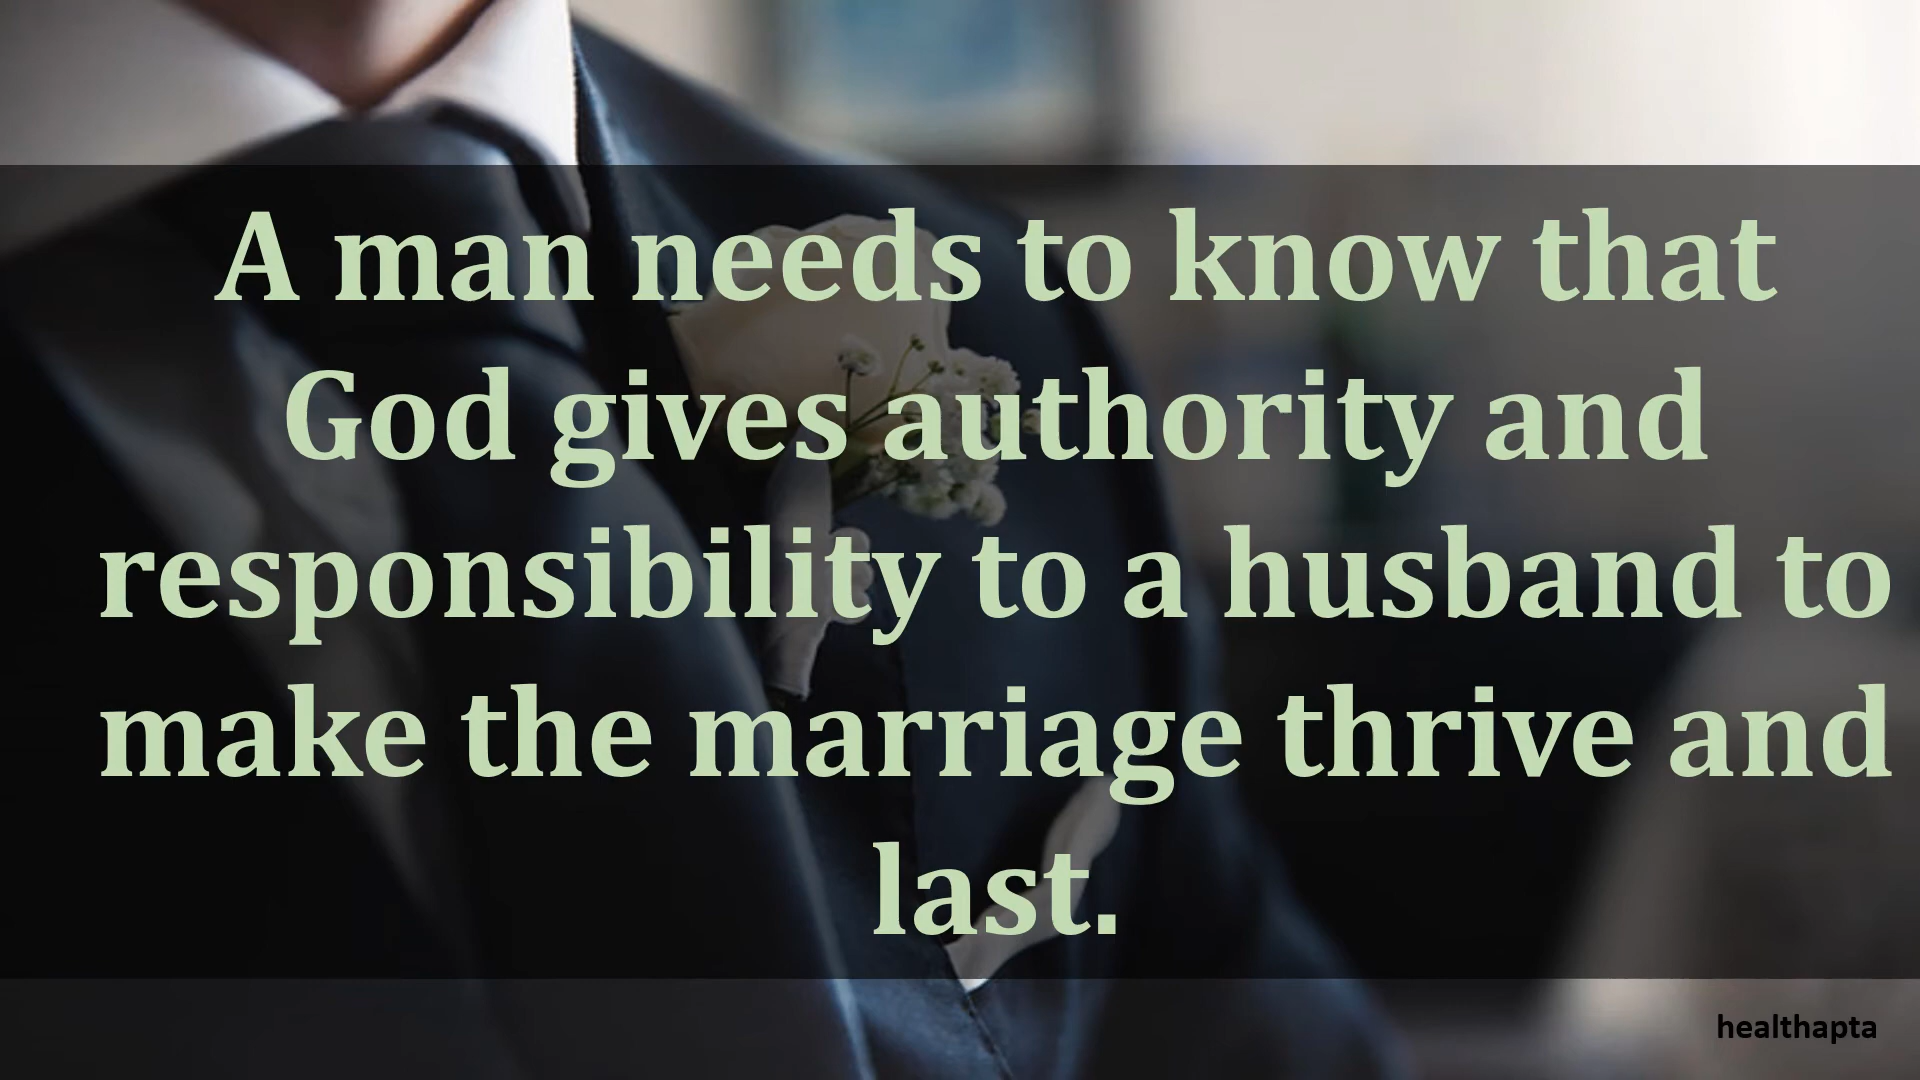 A man needs to know that
God gives authority and
responsibility to a husband to
make the marriage thrive and
last.
healthapta